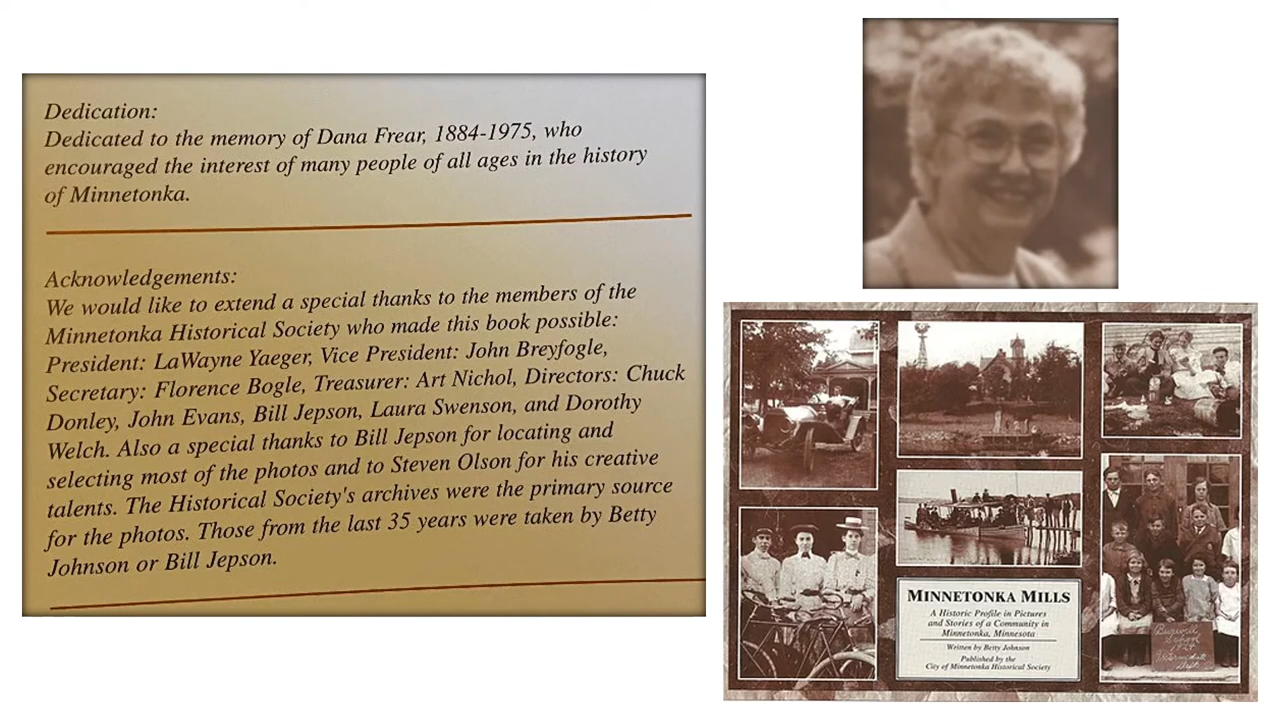 Dedication:
Dedicated to the memory of Dana Frear, 1884-1975, who
encouraged the interest of many people of all ages in the history
of Minnetonka.
Acknowledgements:
We would like to extend a special thanks to the members of the
Minnetonka Historical Society who made this book possible:
President: LaWayne Yaeger, Vice President: John Breyfogle,
Secretary: Florence Bogle, Treasurer: Art Nichol, Directors: Chuck
Donley, John Evans, Bill Jepson, Laura Swenson, and Dorothy
Welch. Also a special thanks to Bill Jepson for locating and
selecting most of the photos and to Steven Olson for his creative
talents. The Historical Society's archives were the primary source
for the photos. Those from the last 35 years were taken by Betty
Johnson or Bill Jepson.
MINNETONKA MILLS
A Historic Profile in Pictures
and Stories of a Community in
Minnetonka, Minnesota
Written by Betty Johnson
Published by the
City of Minnetonka Historical Society
School